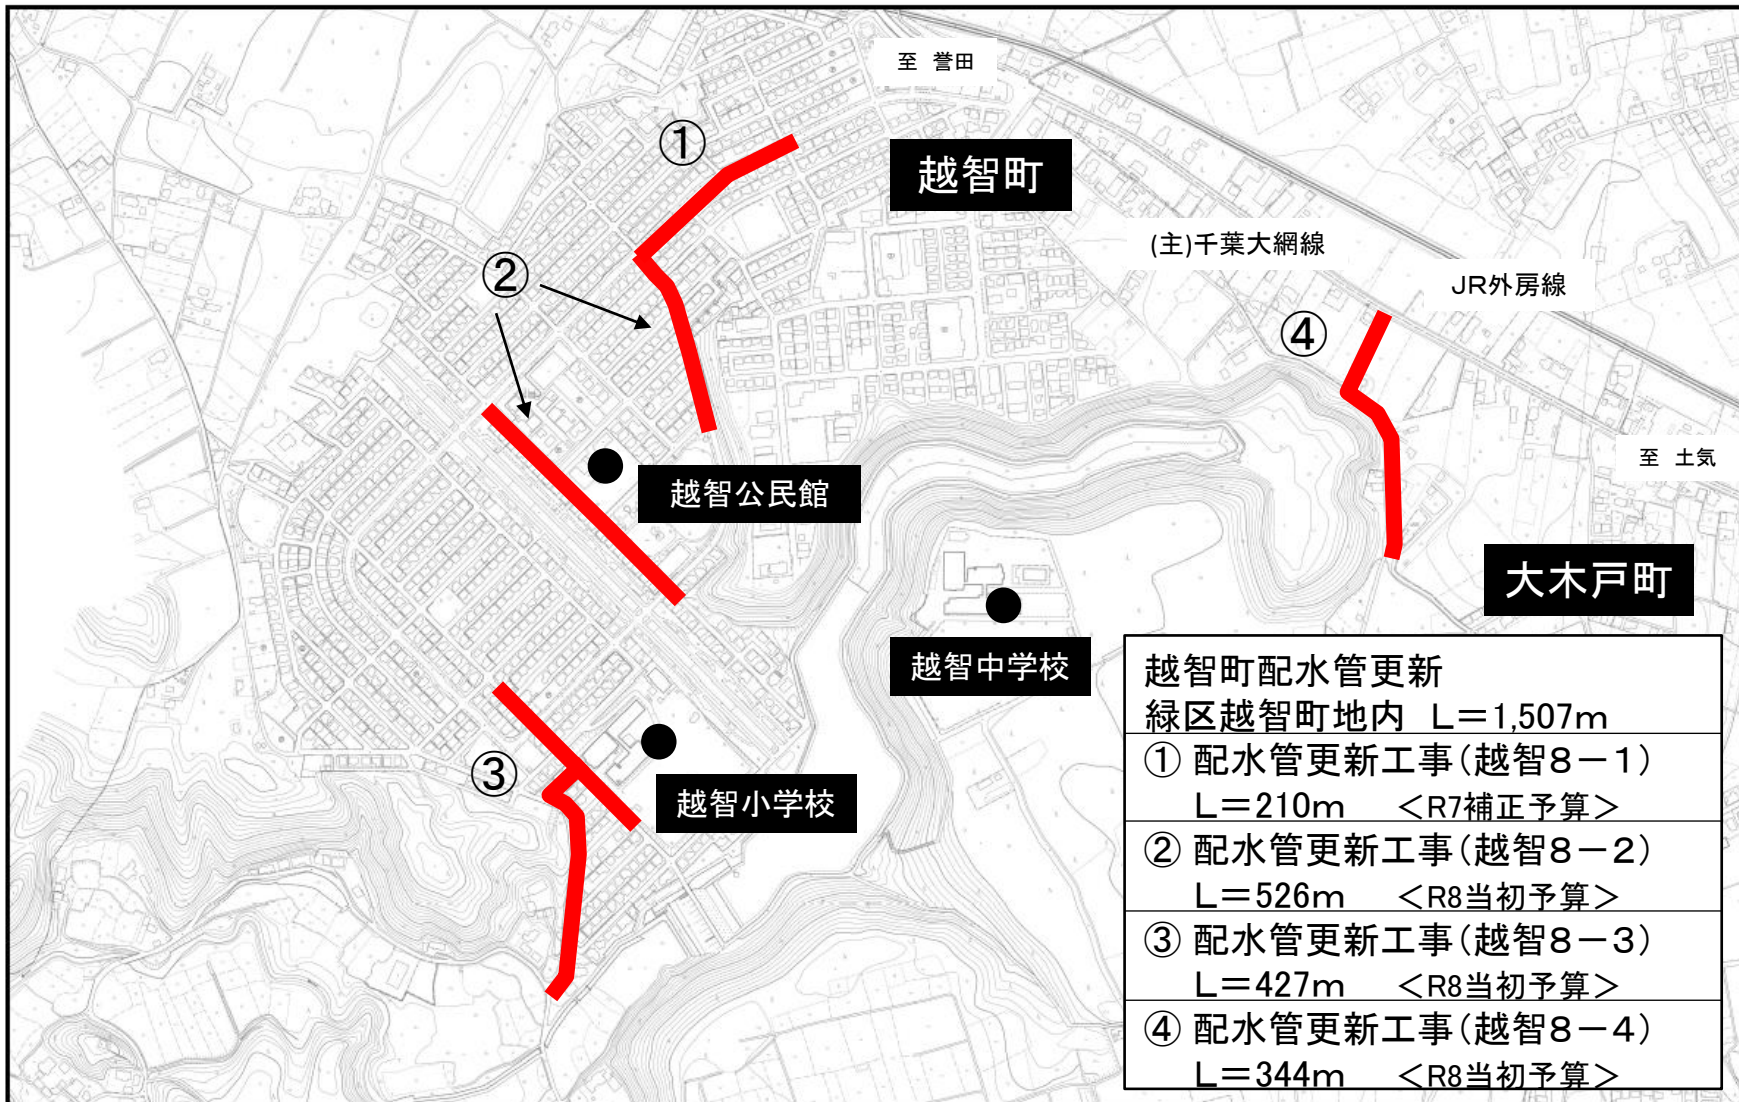 至 誉田
①
越智町
(主)千葉大網線
②
JR外房線
④
至 土気
越智公民館
大木戸町
越智中学校
③
越智小学校
越智町配水管更新
緑区越智町地内 L=1,507m
① 配水管更新工事(越智8-1)
L=210m <R7補正予算>
② 配水管更新工事(越智8-2)
L=526m <R8当初予算>
③ 配水管更新工事(越智8-3)
L=427m <R8当初予算>
④ 配水管更新工事(越智8-4)
L=344m <R8当初予算>